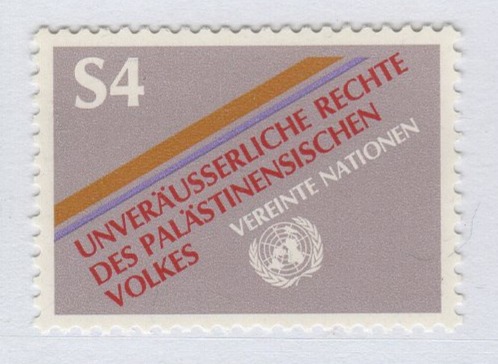 S4
UNVERÄUSSERLICHE RECHTE
DES PALÄSTINENSISCHEN
VOLKES
VEREINTE NATIONEN